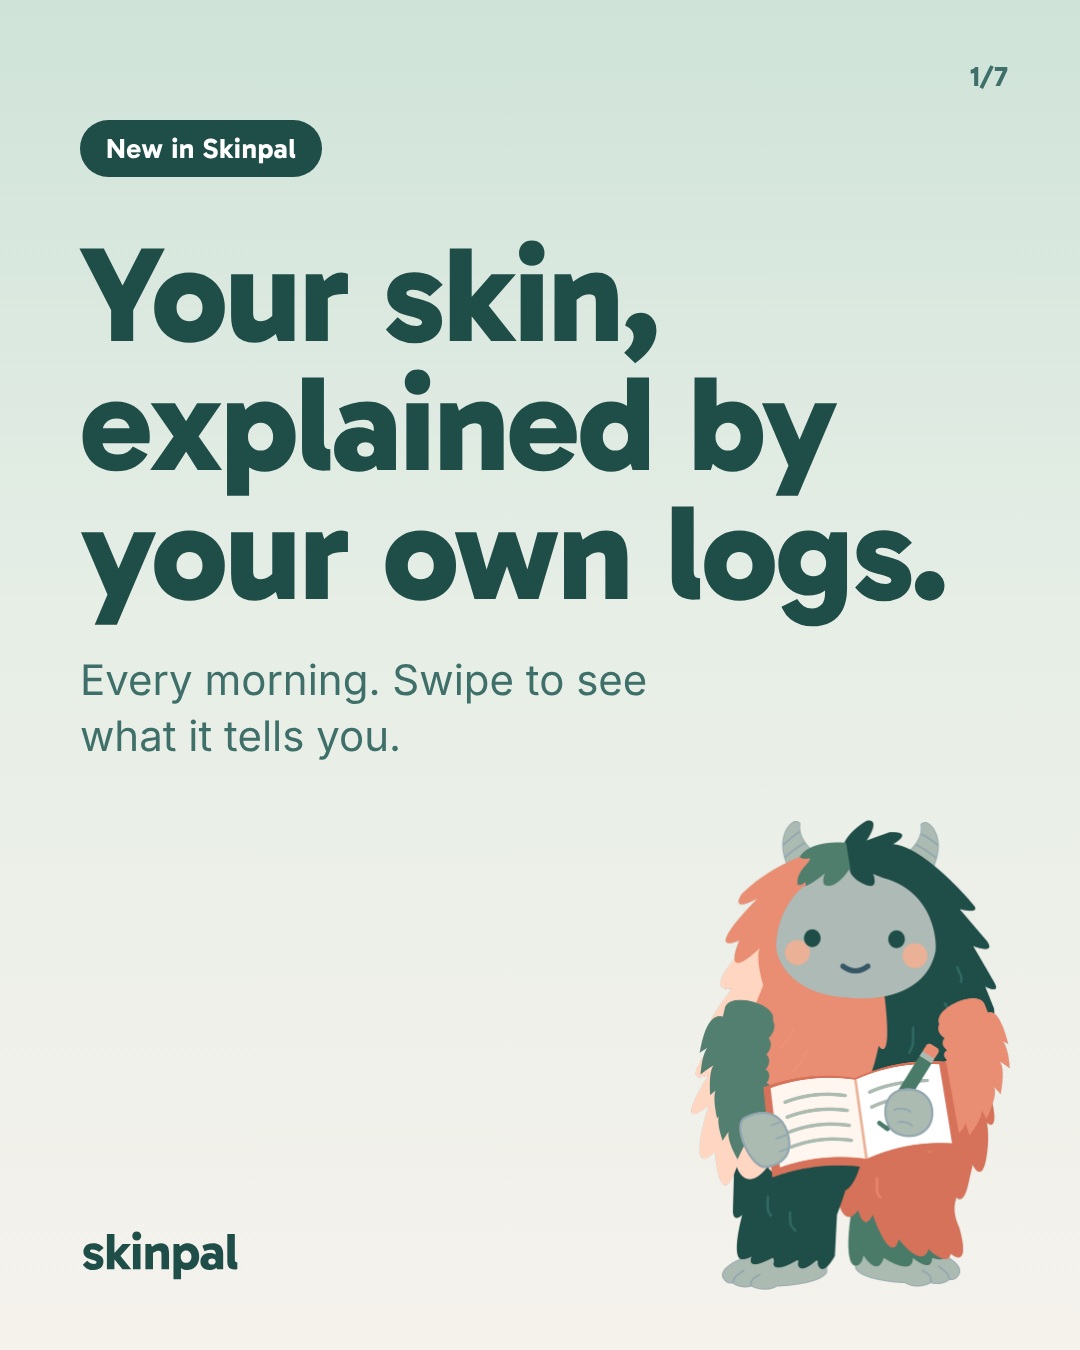 1/7
New in Skinpal
Your skin,
explained by
your own logs.
Every morning. Swipe to see
what it tells you.
skinpal